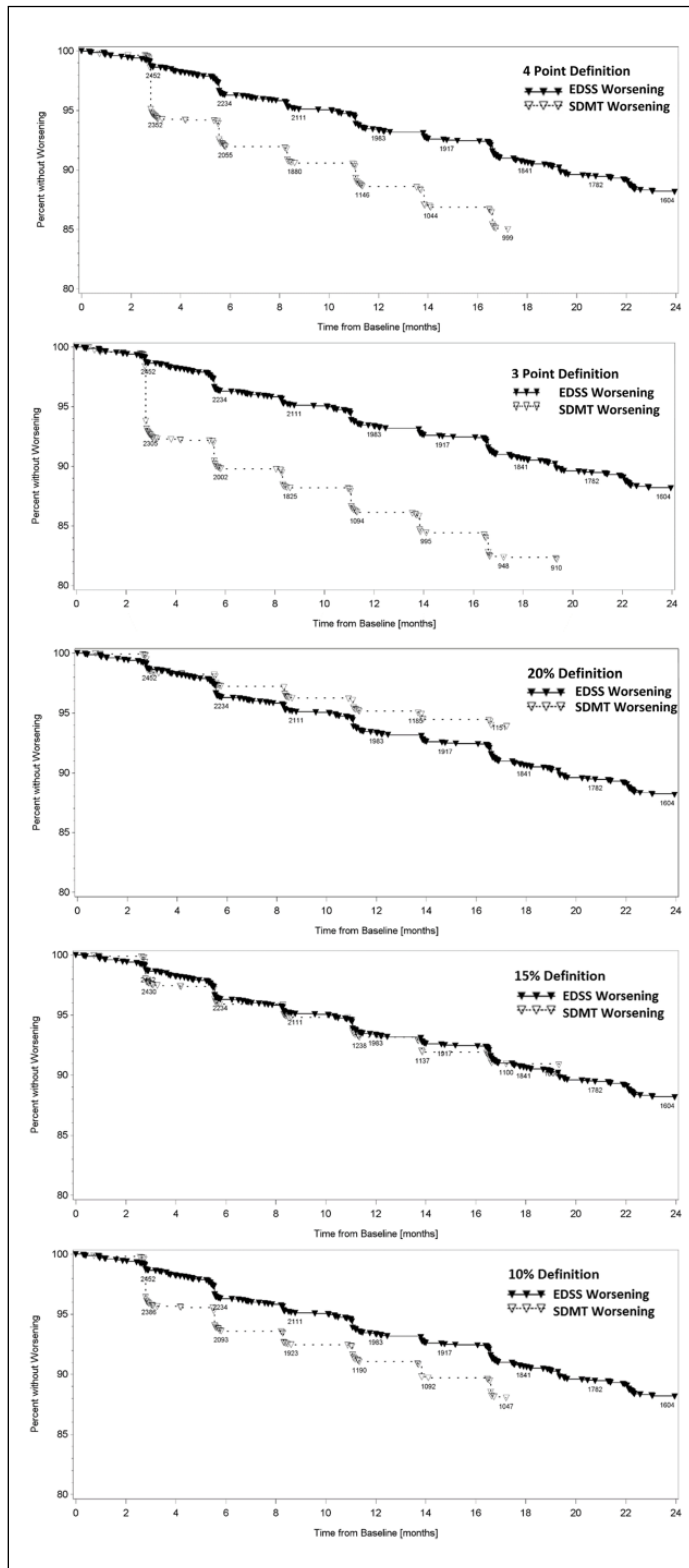 100
95
90
85
80
Percent without Worsening
4 Point Definition
EDSS Worsening
SDMT Worsening
2452 2234 2111 1983 1917 1841 1782 1604
2352 2055 1880 1146 1044 999
0 2 4 6 8 10 12 14 16 18 20 22 24
Time from Baseline [months]
100
95
90
85
80
Percent without Worsening
3 Point Definition
EDSS Worsening
SDMT Worsening
2452 2234 2111 1983 1917 1841 1782 1604
2305 2002 1825 1094 995 948 910
0 2 4 6 8 10 12 14 16 18 20 22 24
Time from Baseline [months]
100
95
90
85
80
Percent without Worsening
20% Definition
EDSS Worsening
SDMT Worsening
2452 2234 2111 1983 1917 1841 1782 1604
0 2 4 6 8 10 12 14 16 18 20 22 24
Time from Baseline [months]
100
95
90
85
80
Percent without Worsening
15% Definition
EDSS Worsening
SDMT Worsening
2234 2111 1983 1917 1841 1782 1604
2430 1238 1137 1100
0 2 4 6 8 10 12 14 16 18 20 22 24
Time from Baseline [months]
100
95
90
85
80
Percent without Worsening
10% Definition
EDSS Worsening
SDMT Worsening
2452 2234 2111 1983 1917 1841 1782 1604
2366 2093 1923 1190 1092 1047
0 2 4 6 8 10 12 14 16 18 20 22 24
Time from Baseline [months]